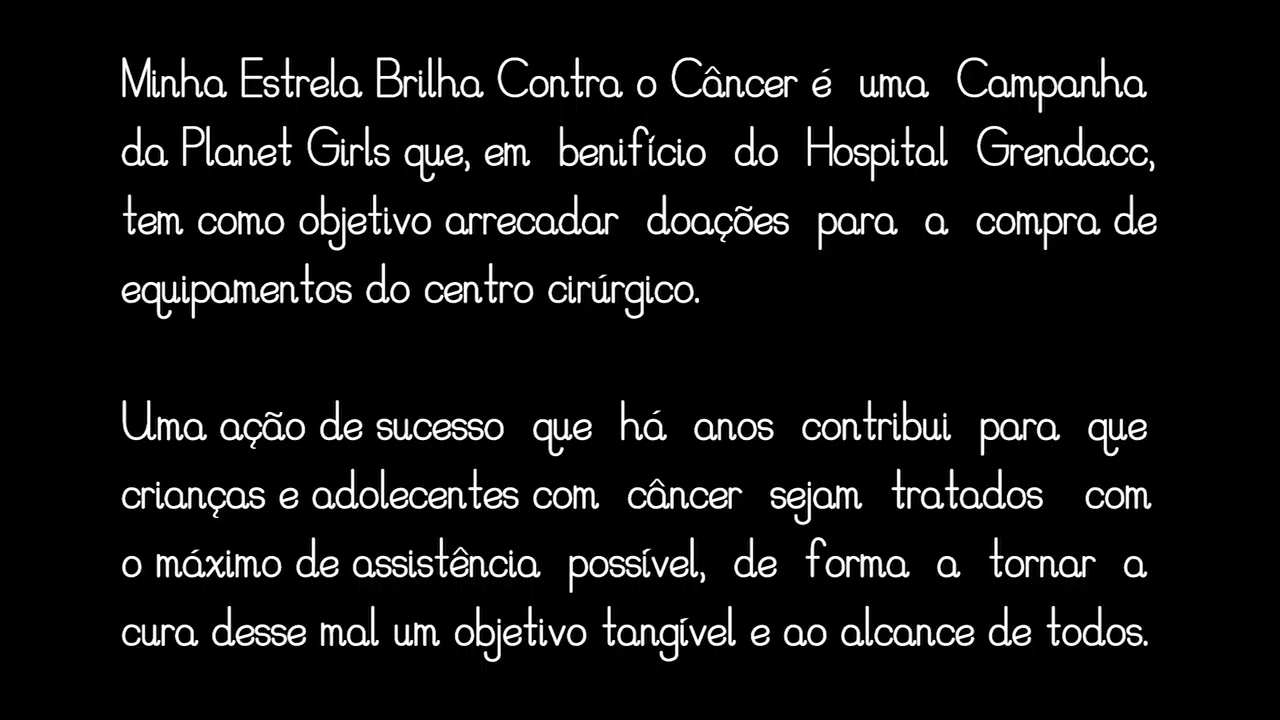 Minha Estrela Brilha Contra o Câncer é uma Campanha
da Planet Girls que, em benifício do Hospital Grendacc,
tem como objetivo arrecadar doações para a compra de
equipamentos do centro cirúrgico.
Uma ação de sucesso que há anos contribui para que
crianças e adolecentes com câncer sejam tratados com
o máximo de assistência possível, de forma a tornar a
cura desse mal um objetivo tangível e ao alcance de todos.